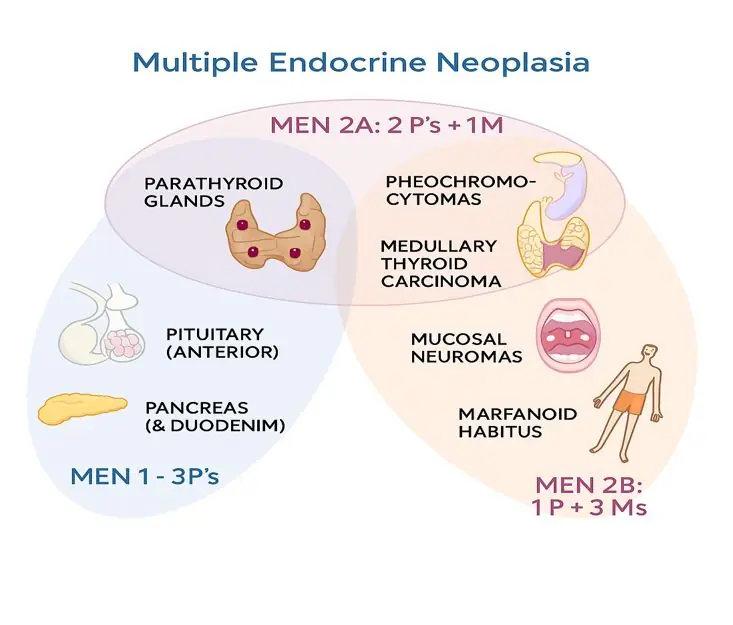 Multiple Endocrine Neoplasia
MEN 2A: 2 P's + 1M
PARATHYROID
GLANDS
PHEOCHROMO-
CYTOMAS
MEDULLARY
THYROID
CARCINOMA
PITUITARY
(ANTERIOR)
MUCOSAL
NEUROMAS
PANCREAS
(& DUODENIM)
MARFANOID
HABITUS
MEN 1 - 3P's
MEN 2B:
1 P + 3 Ms